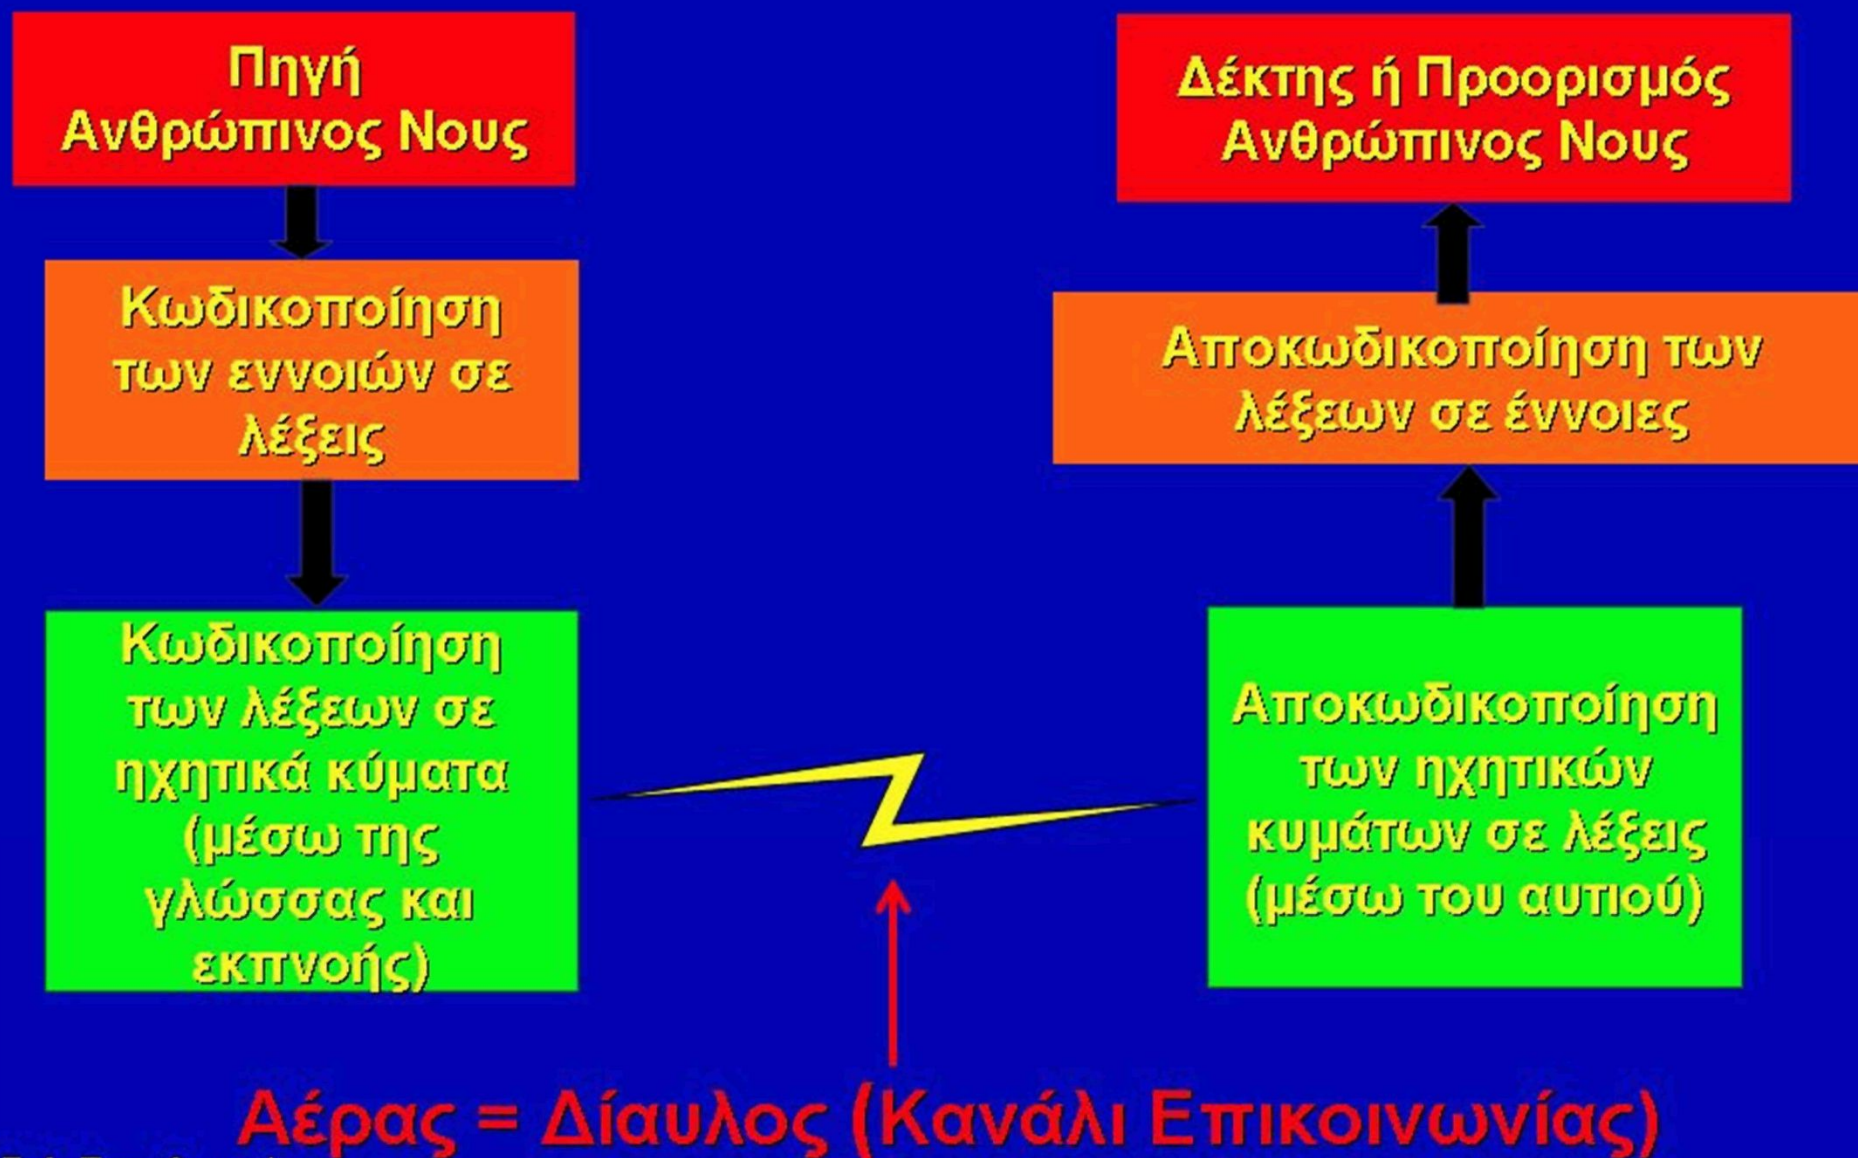 Πηγή
Ανθρώπινος Νους
Κωδικοποίηση
των εννοιών σε
λέξεις
Κωδικοποίηση
των λέξεων σε
ηχητικά κύματα
(μέσω της
γλώσσας και
εκπνοής)
Δέκτης ή Προορισμός
Ανθρώπινος Νους
Αποκωδικοποίηση των
λέξεων σε έννοιες
Αποκωδικοποίηση
των ηχητικών
κυμάτων σε λέξεις
(μέσω του αυτιού)
Αέρας = Δίαυλος (Κανάλι Επικοινωνίας)